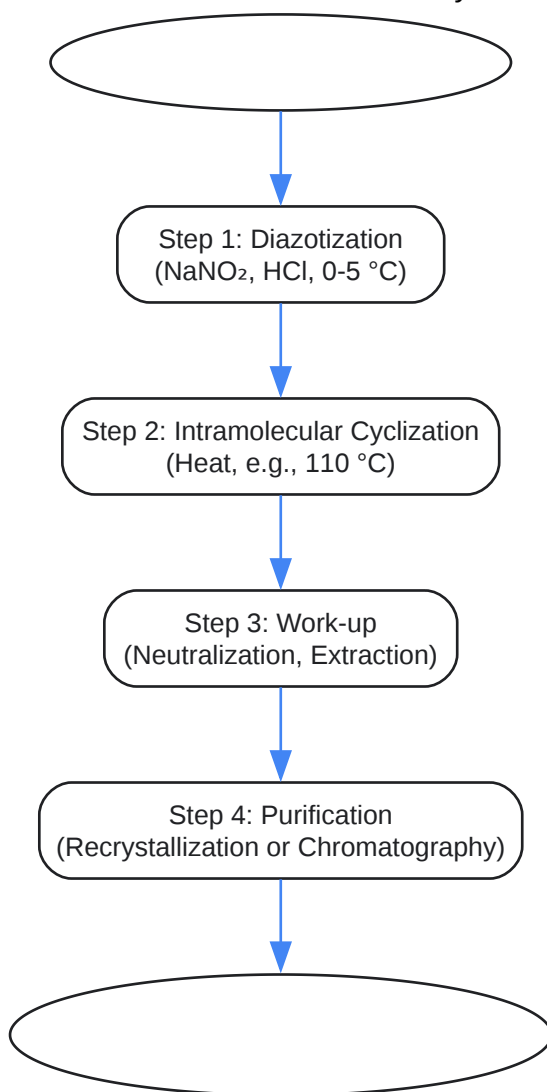 Step 1: Diazotization
(NaNO₂, HCl, 0-5 °C)
Step 2: Intramolecular Cyclization
(Heat, e.g., 110 °C)
Step 3: Work-up
(Neutralization, Extraction)
Step 4: Purification
(Recrystallization or Chromatography)